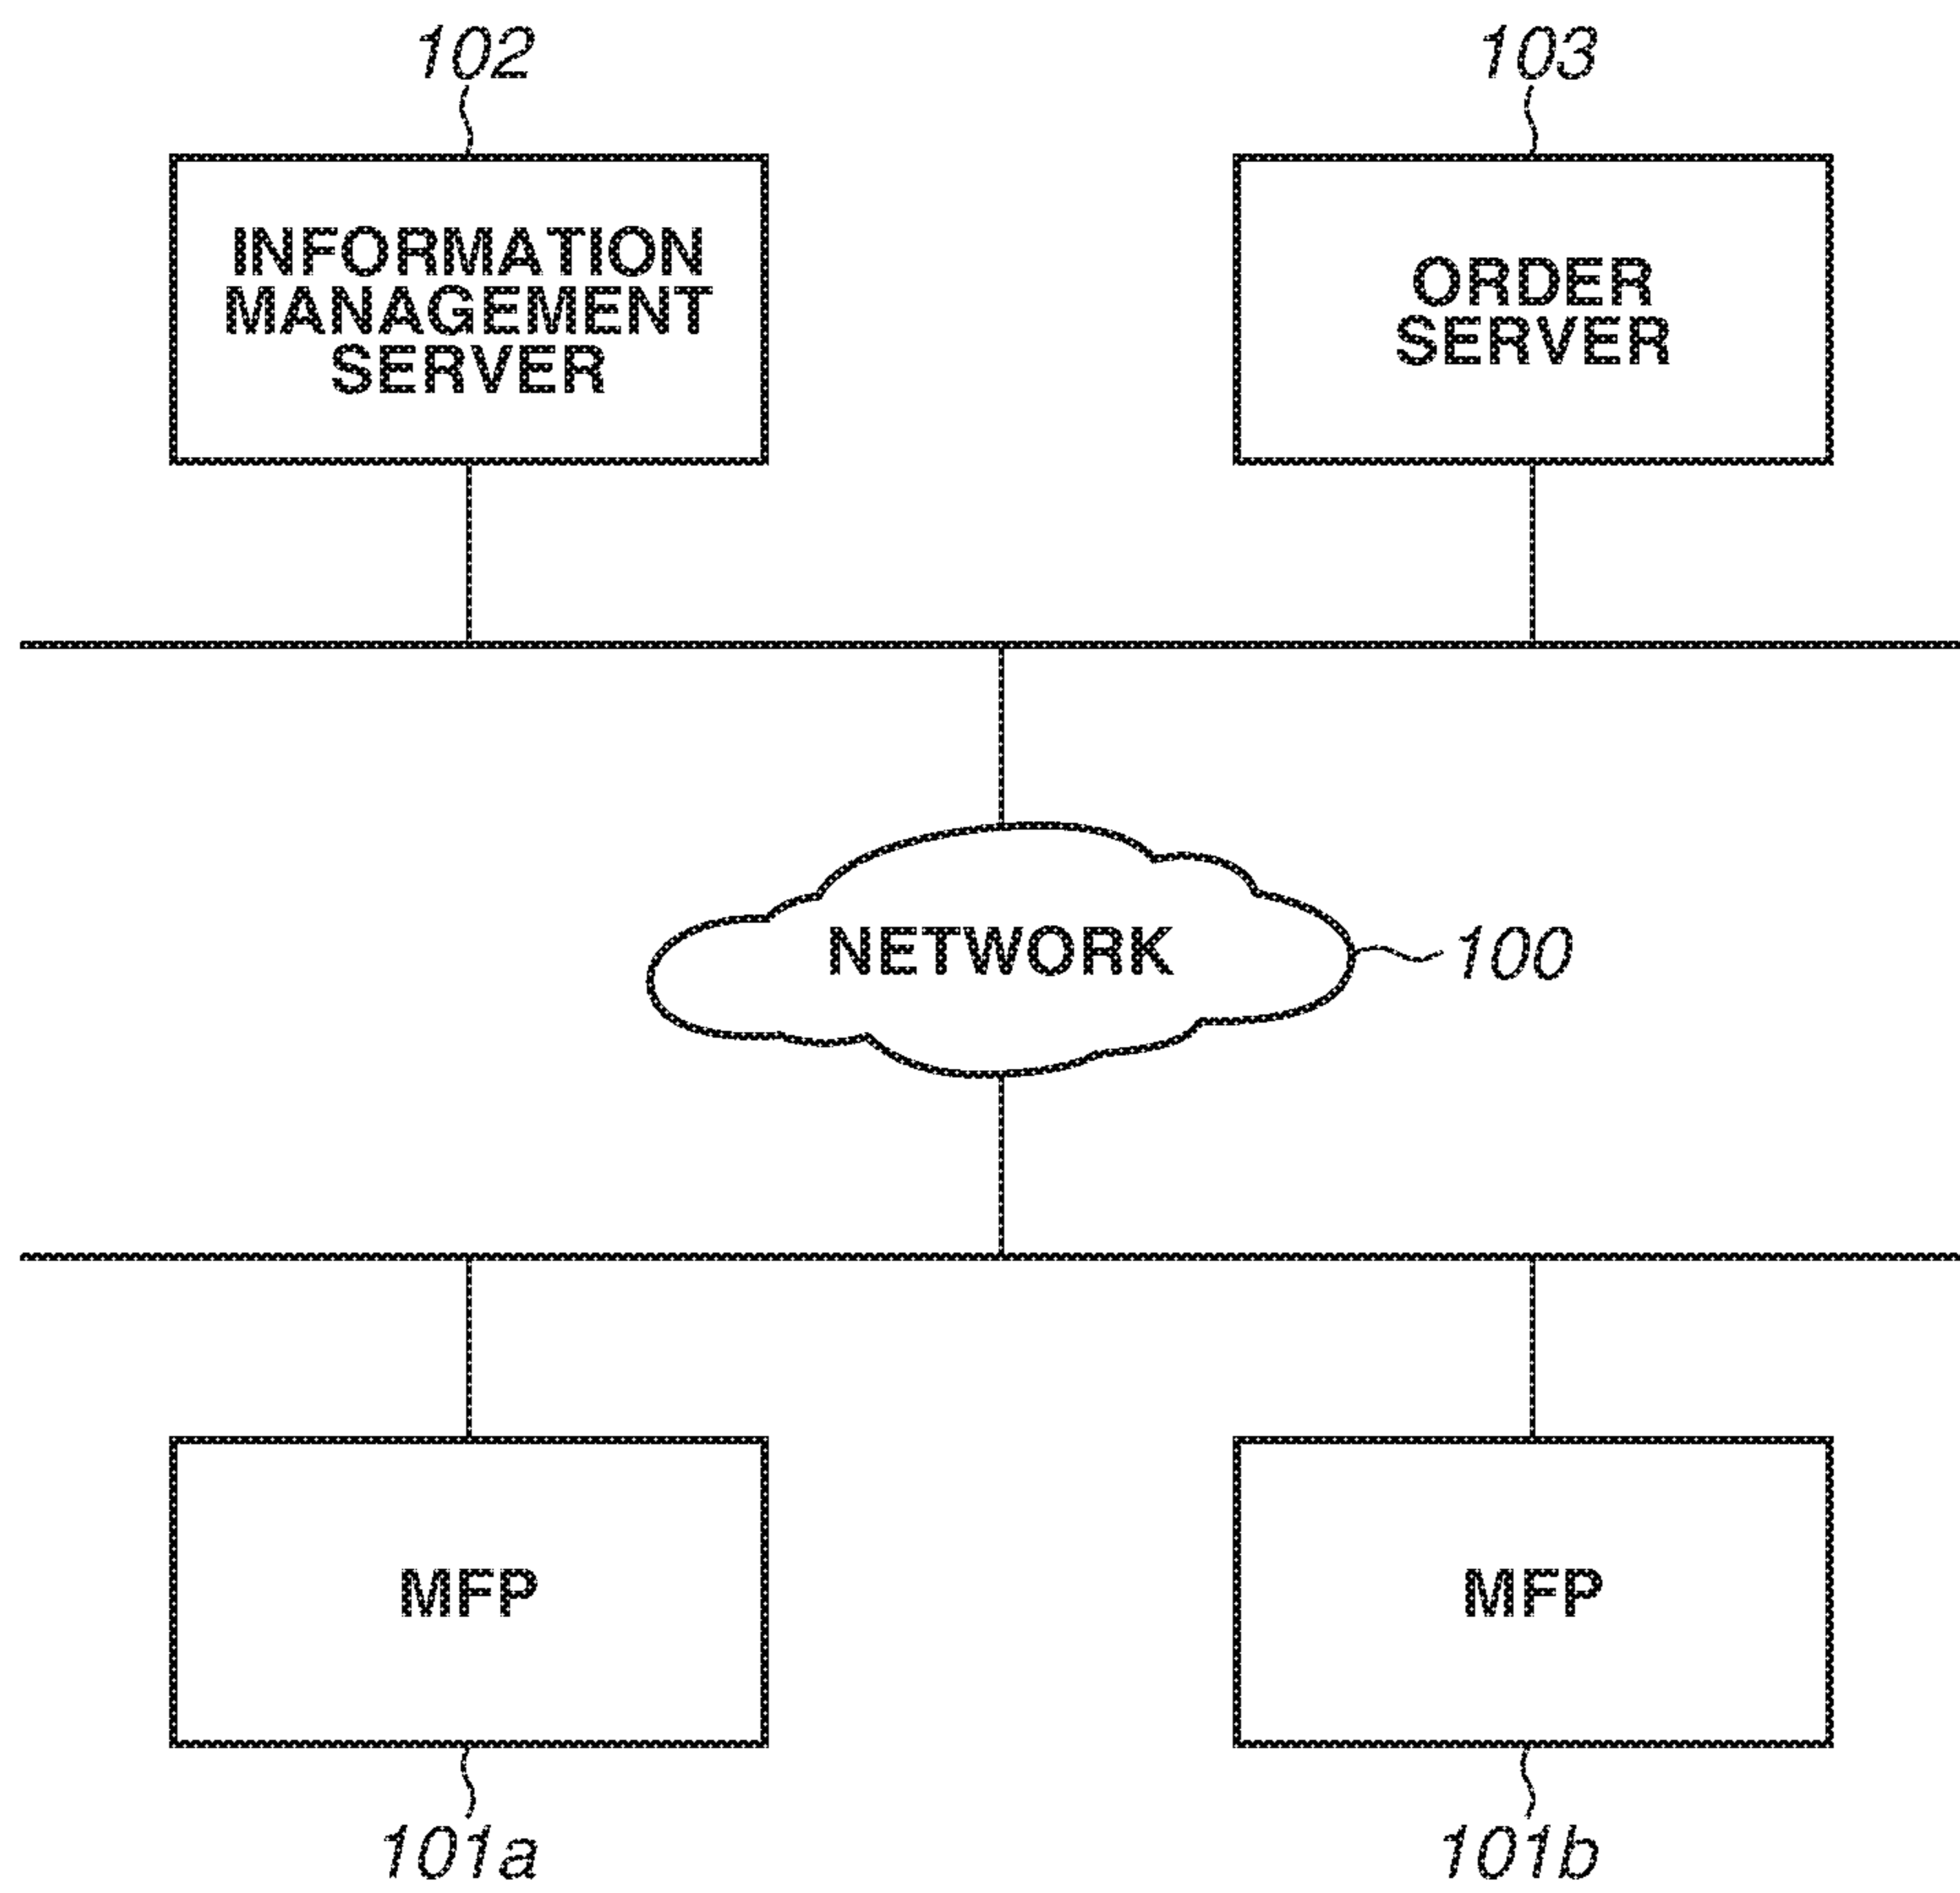 102
103
INFORMATION
MANAGEMENT
SERVER
ORDER
SERVER
NETWORK
100
MFP
MFP
101a
101b